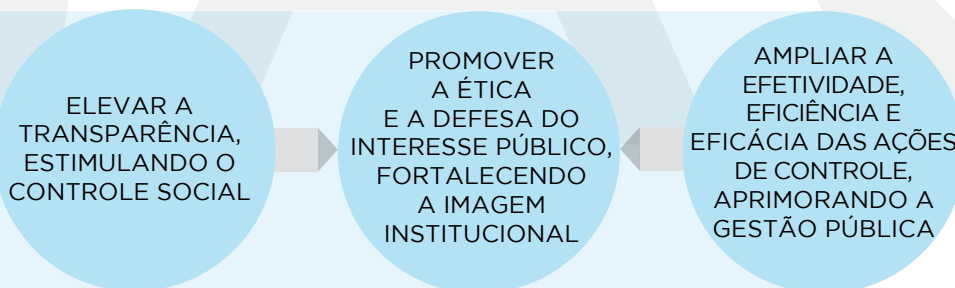 ELEVAR A
TRANSPARÊNCIA,
ESTIMULANDO O
CONTROLE SOCIAL
PROMOVER
A ÉTICA
E A DEFESA DO
INTERESSE PÚBLICO,
FORTALECENDO
A IMAGEM
INSTITUCIONAL
AMPLIAR A
EFETIVIDADE,
EFICIÊNCIA E
EFICÁCIA DAS AÇÕES
DE CONTROLE,
APRIMORANDO A
GESTÃO PÚBLICA